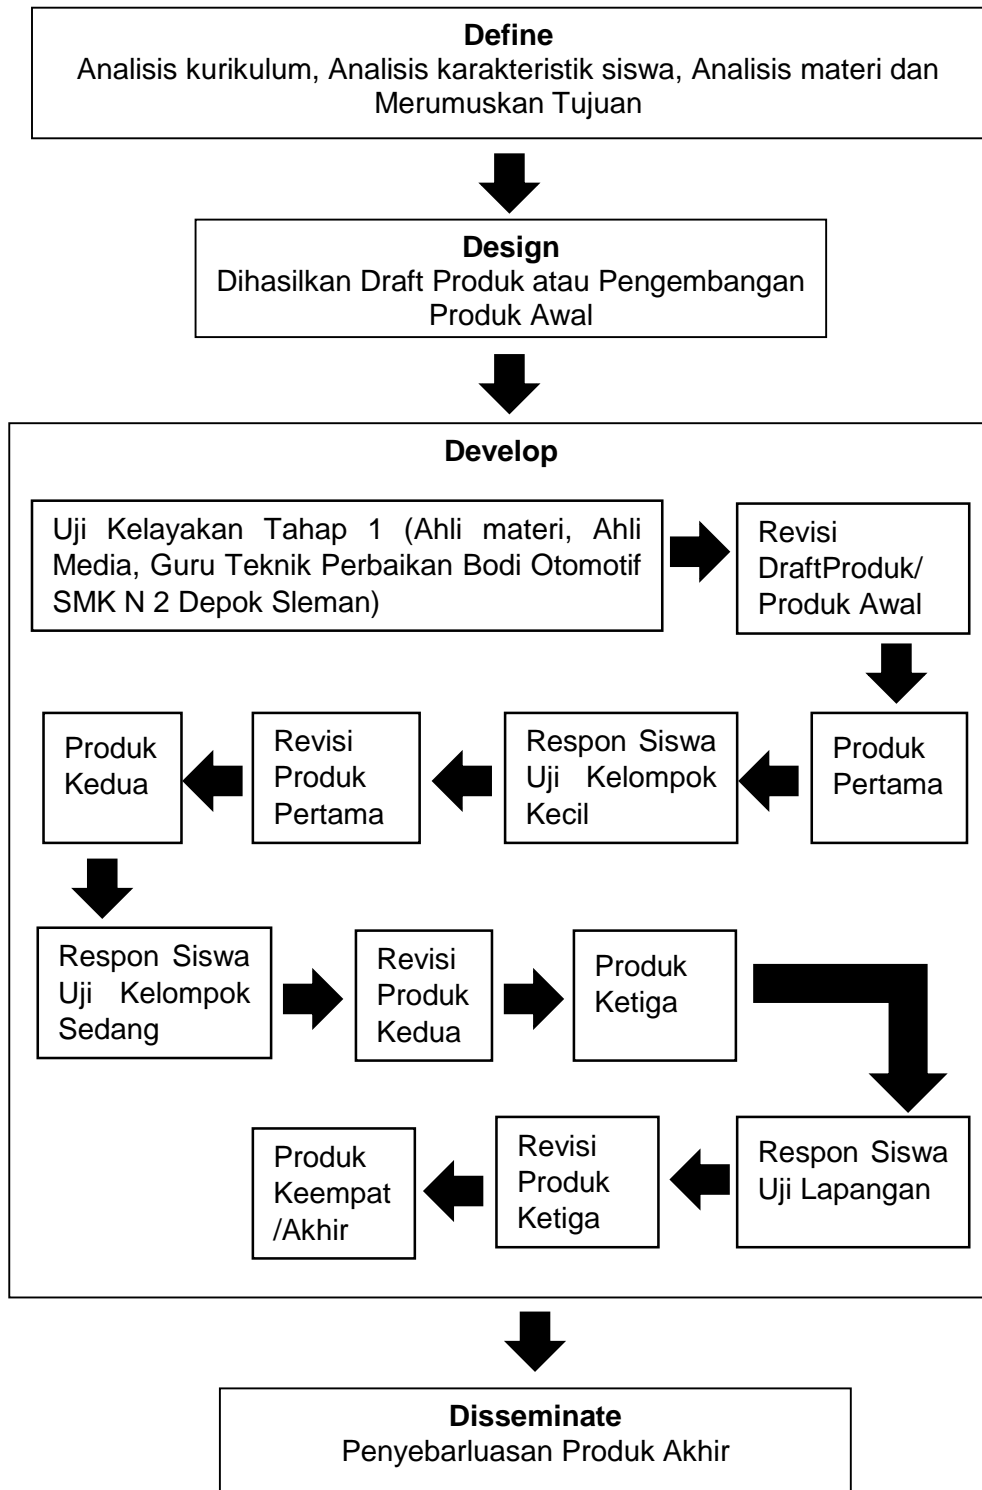 Define
Analisis kurikulum, Analisis karakteristik siswa, Analisis materi dan
Merumuskan Tujuan
Design
Dihasilkan Draft Produk atau Pengembangan
Produk Awal
Develop
Uji Kelayakan Tahap 1 (Ahli materi, Ahli
Media, Guru Teknik Perbaikan Bodi Otomotif
SMK N 2 Depok Sleman)
Revisi
DraftProduk/
Produk Awal
Produk
Pertama
Respon Siswa
Uji Kelompok
Kecil
Revisi
Produk
Pertama
Produk
Kedua
Respon Siswa
Uji Kelompok
Sedang
Revisi
Produk
Kedua
Produk
Ketiga
Respon Siswa
Uji Lapangan
Revisi
Produk
Ketiga
Produk
Keempat
/Akhir
Disseminate
Penyebarluasan Produk Akhir